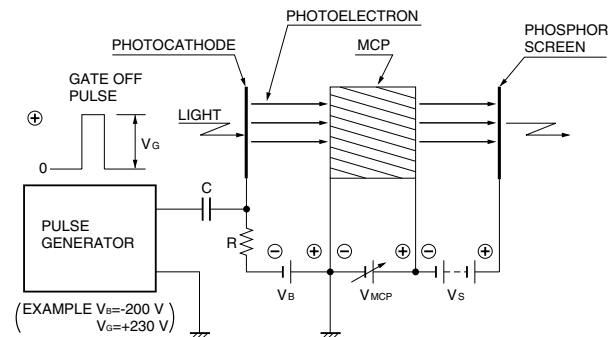 PHOTOELECTRON
PHOTOCATHODE
MCP
PHOSPHOR
SCREEN
GATE OFF
PULSE
⊕
VG
0
LIGHT
C
R
PULSE
GENERATOR
⊖ ⊕ ⊖ ⊕ ⊖ ⊕
VB VMCP VS
(EXAMPLE VB=-200 V
VG=+230 V)